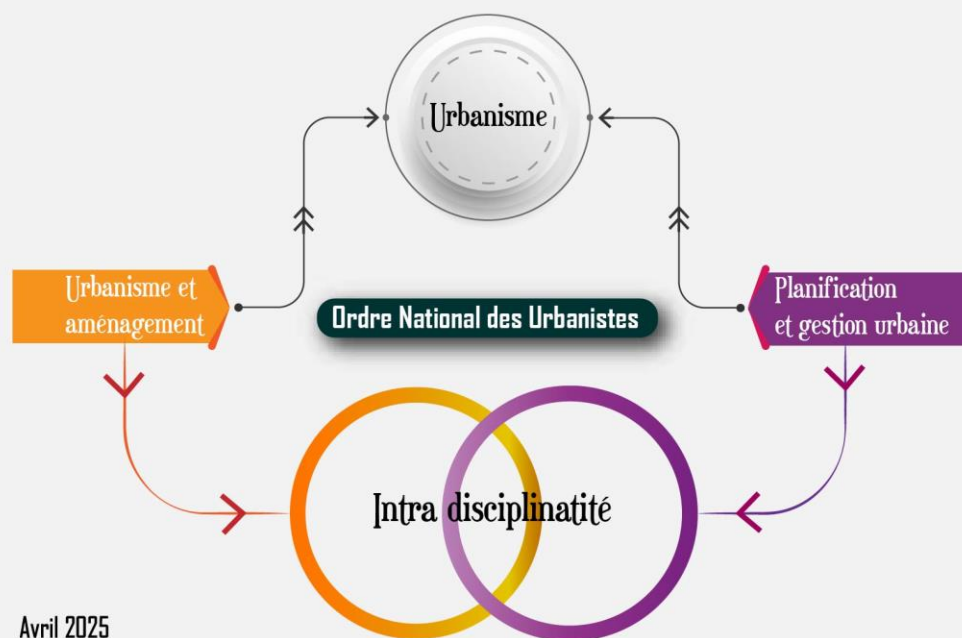 Urbanisme
Urbanisme et
aménagement
Ordre National des Urbanistes
Planification
et gestion urbaine
Intra disciplinatité
Avril 2025